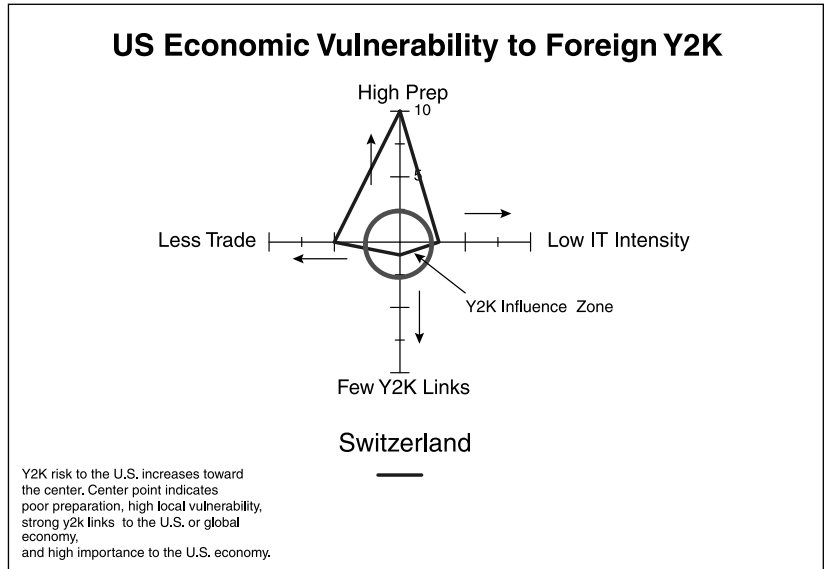 US Economic Vulnerability to Foreign Y2K
High Prep
10
5
Less Trade
Low IT Intensity
Y2K Influence Zone
Few Y2K Links
Switzerland
Y2K risk to the U.S. increases toward
the center. Center point indicates
poor preparation, high local vulnerability,
strong y2k links to the U.S. or global
economy,
and high importance to the U.S. economy.